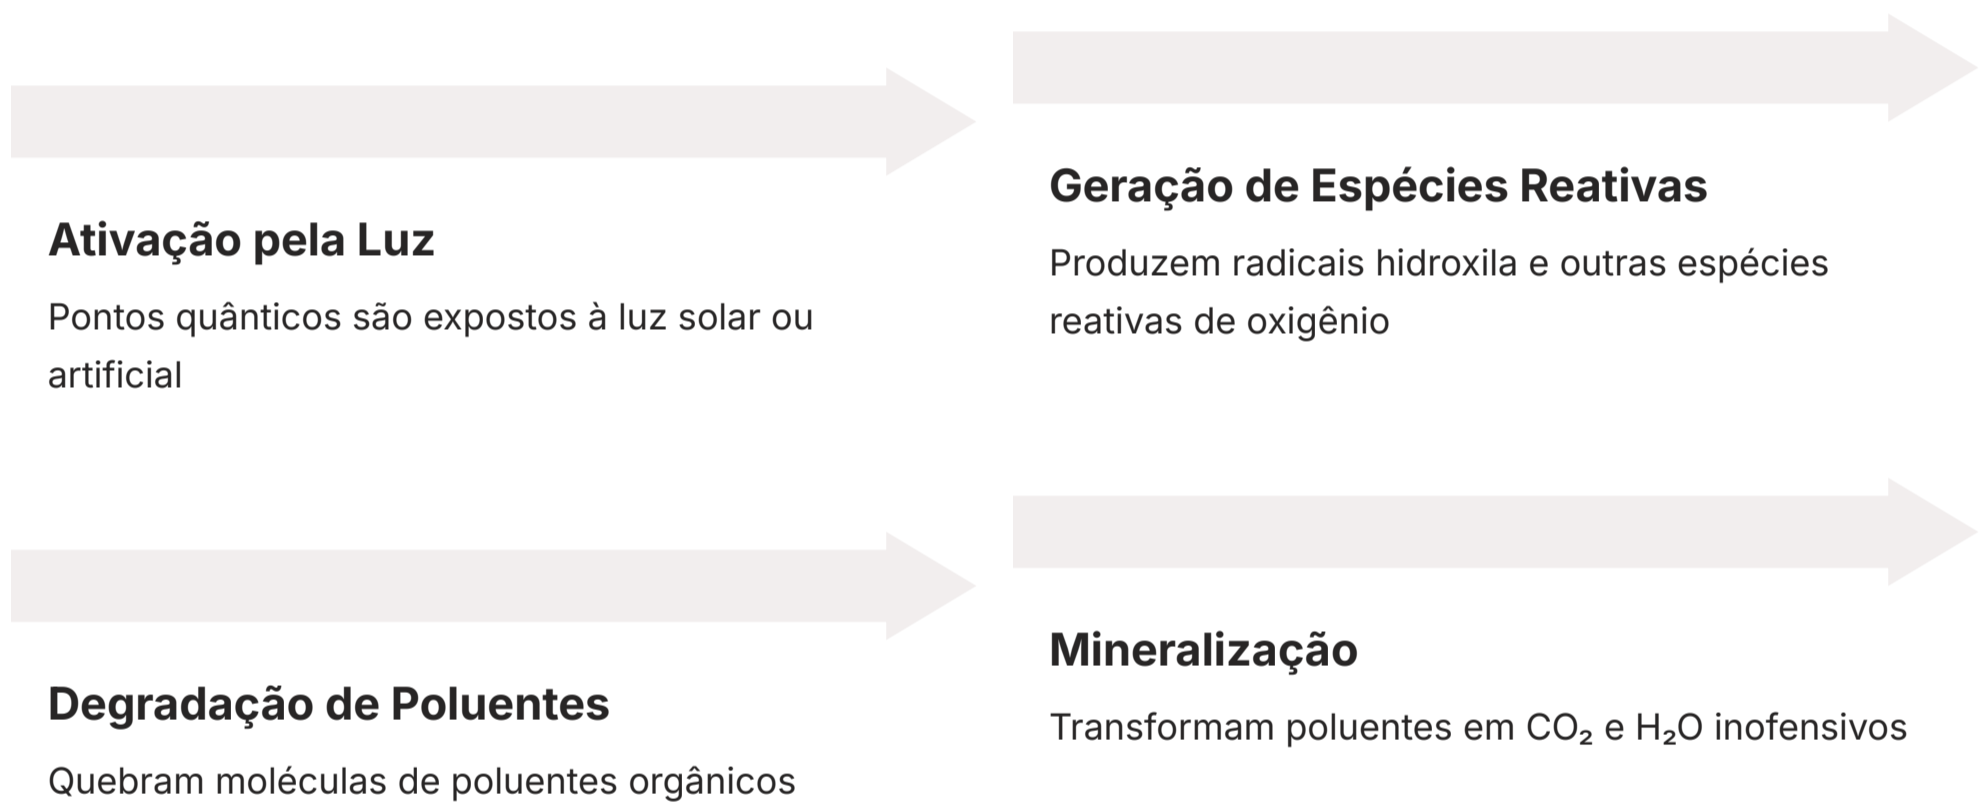 Ativação pela Luz
Pontos quânticos são expostos à luz solar ou
artificial
Geração de Espécies Reativas
Produzem radicais hidroxila e outras espécies
reativas de oxigênio
Degradação de Poluentes
Quebram moléculas de poluentes orgânicos
Mineralização
Transformam poluentes em CO₂ e H₂O inofensivos